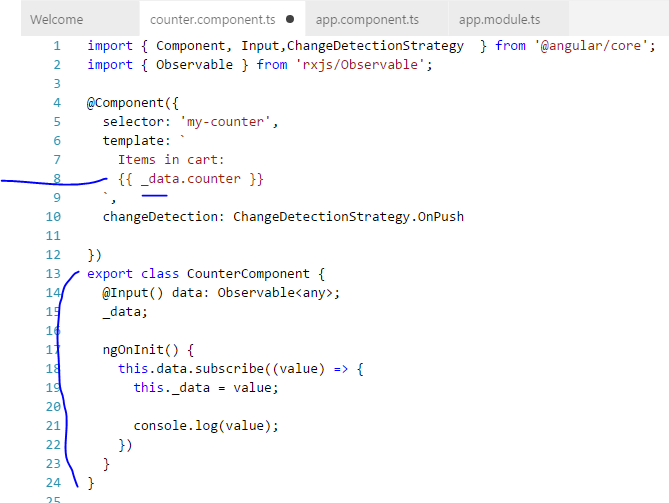 Welcome counter.component.ts ● app.component.ts app.module.ts
1 import { Component, Input,ChangeDetectionStrategy  } from '@angular/core';
2 import { Observable } from 'rxjs/Observable';
3
4 @Component({
5   selector: 'my-counter',
6   template: `
7     Items in cart:
8     {{ _data.counter }}
9   `,
10   changeDetection: ChangeDetectionStrategy.OnPush
11
12 })
13 export class CounterComponent {
14   @Input() data: Observable<any>;
15   _data;
16
17   ngOnInit() {
18     this.data.subscribe((value) => {
19       this._data = value;
20
21       console.log(value);
22     })
23   }
24 }
25